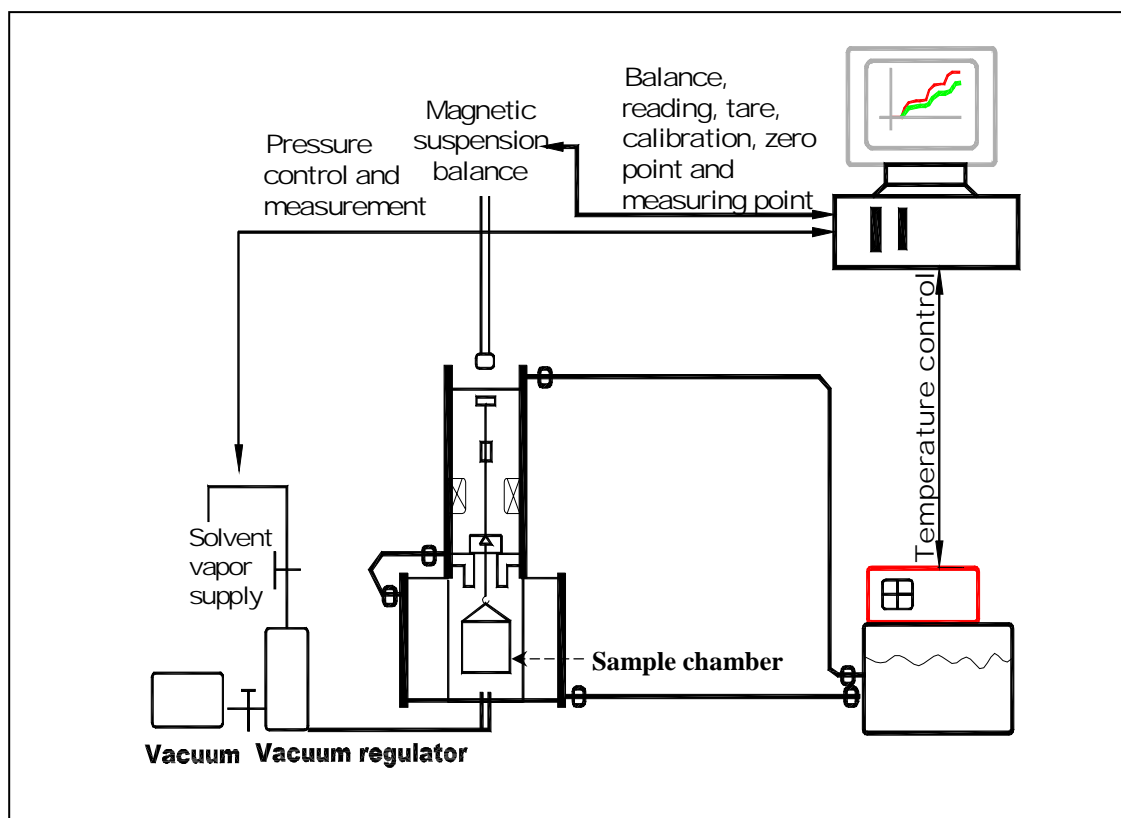 Balance,
reading, tare,
calibration, zero
point and
measuring point
Magnetic
suspension
balance
Pressure
control and
measurement
Temperature control
Solvent
vapor
supply
Sample chamber
Vacuum
Vacuum regulator